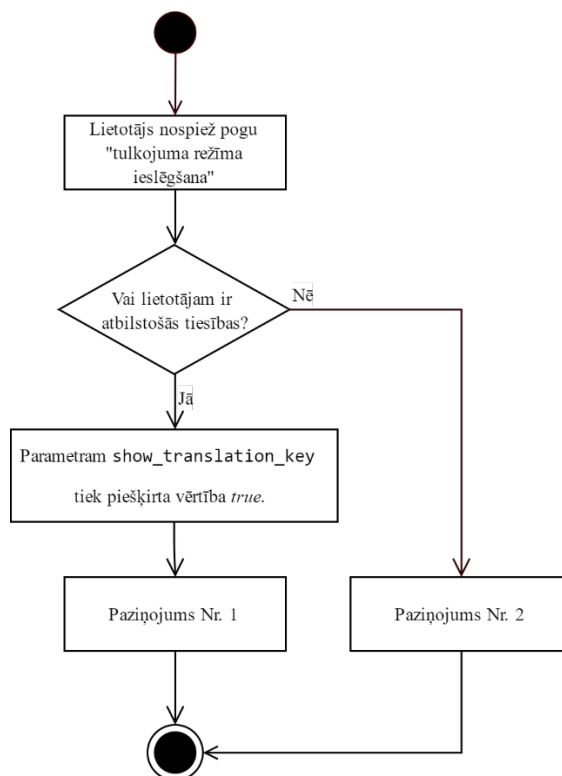 Lietotājs nospiež pogu
"tulkojuma režīma
ieslēgšana"
Vai lietotājam ir
atbilstošās tiesības?
Nē
Jā
Parametram show_translation_key
tiek piešķirta vērtība true.
Paziņojums Nr. 1
Paziņojums Nr. 2